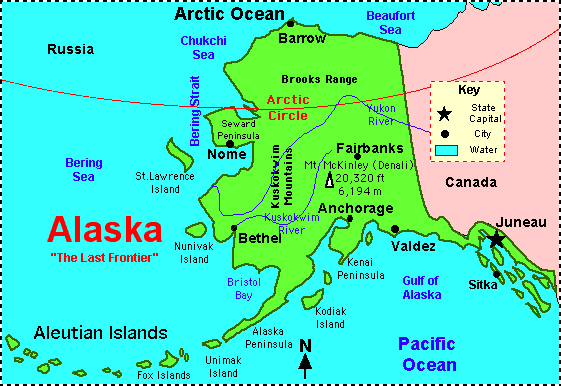 Arctic Ocean
Beaufort
Sea
Russia
Chukchi
Sea
Barrow
Brooks Range
Key
State
Capital
City
Water
Bering Strait
Arctic
Circle
Yukon
River
Seward
Peninsula
Nome
Fairbanks
Mt McKinley (Denali)
20,320 ft
6,194 m
Kuskokwim
Mountains
Bering
Sea
St.Lawrence
Island
Canada
Anchorage
Kuskokwim
River
Juneau
Alaska
"The Last Frontier"
Nunivak
Island
Bethel
Valdez
Kenai
Peninsula
Bristol
Bay
Gulf of
Alaska
Sitka
Kodiak
Island
Aleutian Islands
Alaska
Peninsula
Pacific
Ocean
Unimak
Island
Fox Islands
N